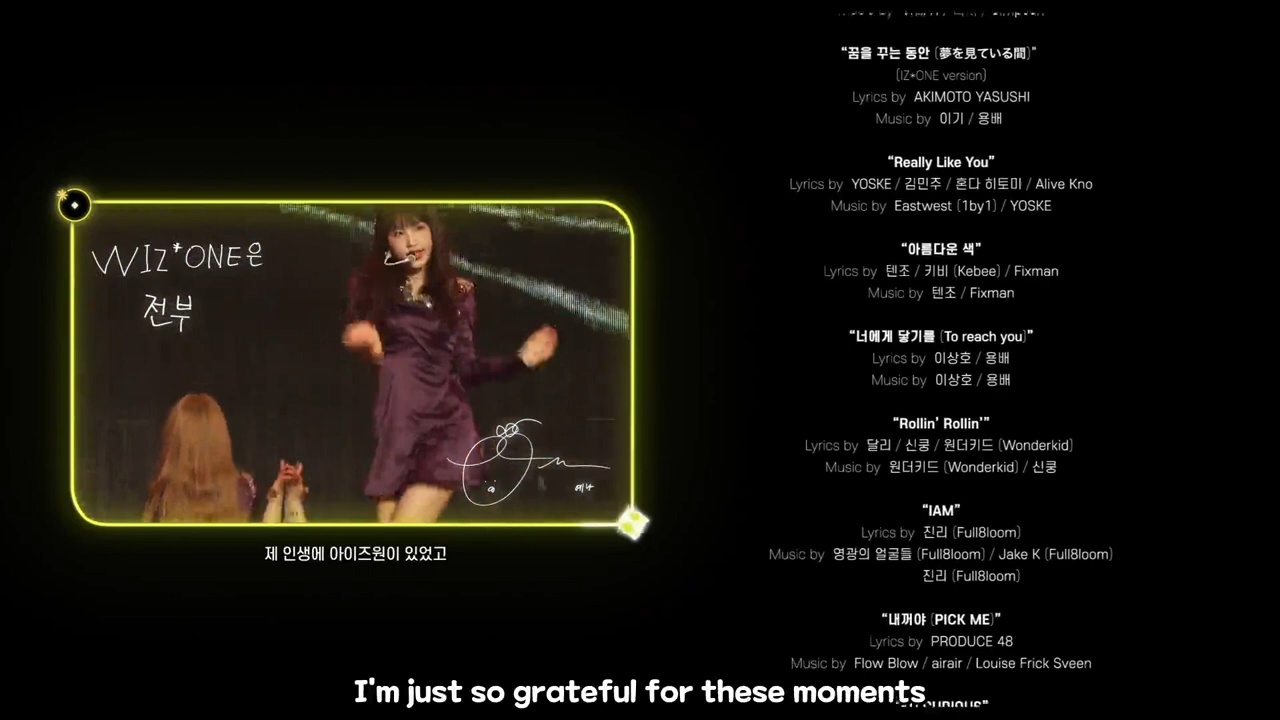 WIZ*ONE은
전부
예나
제 인생에 아이즈원이 있었고
“꿈을 꾸는 동안 (夢を見ている間)”
(IZ*ONE version)
Lyrics by AKIMOTO YASUSHI
Music by 이기 / 용배
“Really Like You”
Lyrics by YOSKE / 김민주 / 혼다 히토미 / Alive Kno
Music by Eastwest (1by1) / YOSKE
“아름다운 색”
Lyrics by 텐조 / 키비 (Kebee) / Fixman
Music by 텐조 / Fixman
“너에게 닿기를 (To reach you)”
Lyrics by 이상호 / 용배
Music by 이상호 / 용배
“Rollin’ Rollin’”
Lyrics by 달리 / 신쿵 / 원더키드 (Wonderkid)
Music by 원더키드 (Wonderkid) / 신쿵
“IAM”
Lyrics by 진리 (Full8loom)
Music by 영광의 얼굴들 (Full8loom) / Jake K (Full8loom)
진리 (Full8loom)
“내꺼야 (PICK ME)”
Lyrics by PRODUCE 48
Music by Flow Blow / airair / Louise Frick Sveen
I'm just so grateful for these moments